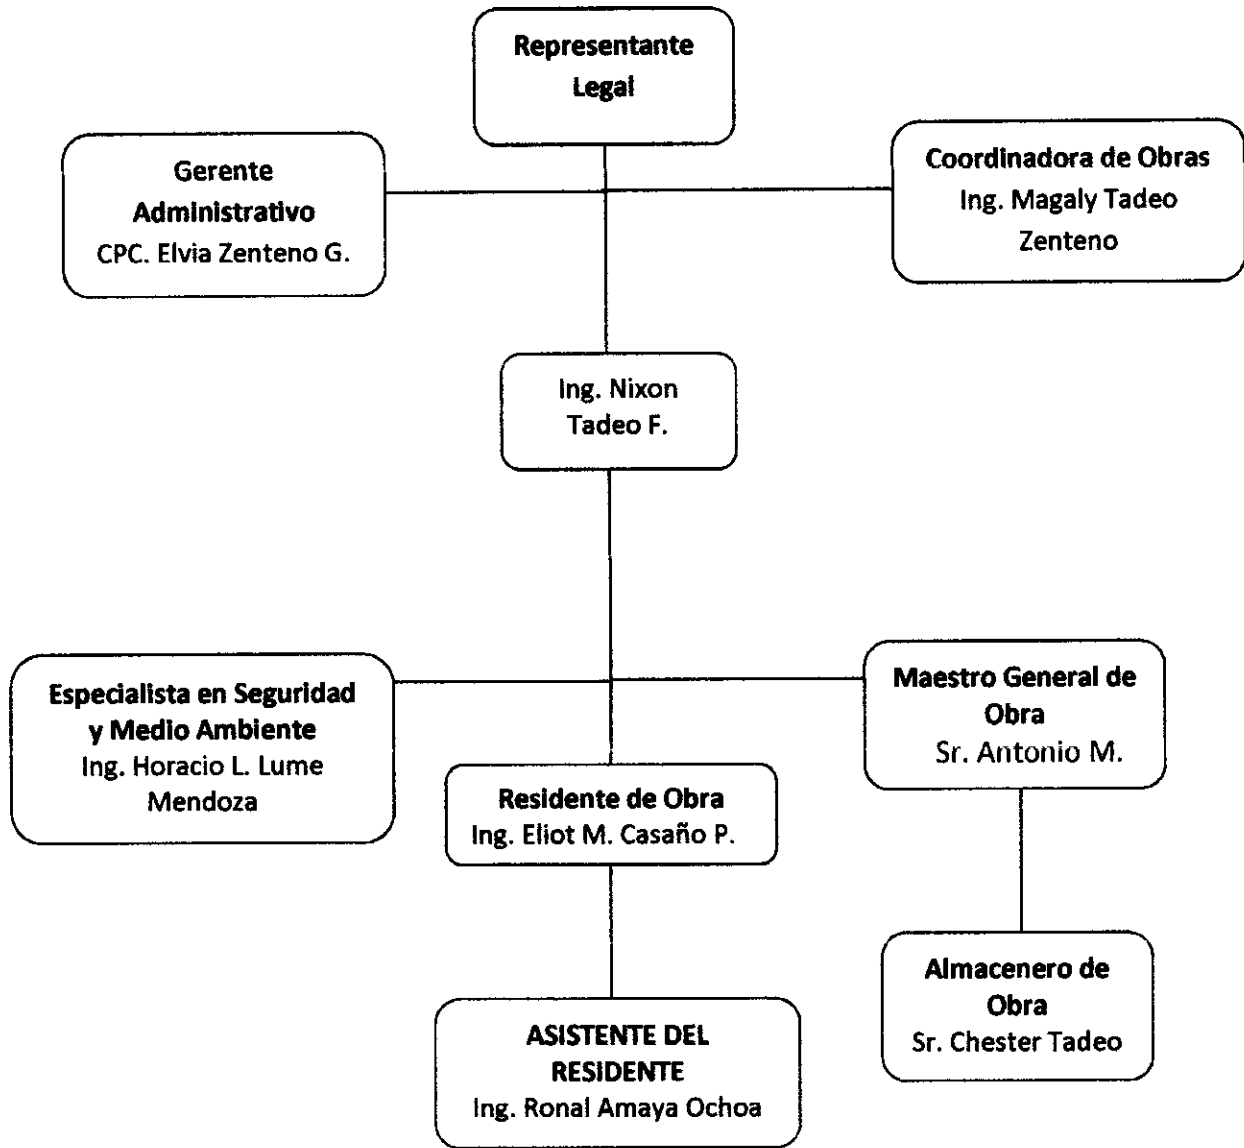 Representante
Legal
Gerente
Administrativo
CPC. Elvia Zenteno G.
Coordinadora de Obras
Ing. Magaly Tadeo
Zenteno
Ing. Nixon
Tadeo F.
Especialista en Seguridad
y Medio Ambiente
Ing. Horacio L. Lume
Mendoza
Maestro General de
Obra
Sr. Antonio M.
Residente de Obra
Ing. Eliot M. Casaño P.
Almacenero de
Obra
Sr. Chester Tadeo
ASISTENTE DEL
RESIDENTE
Ing. Ronal Amaya Ochoa